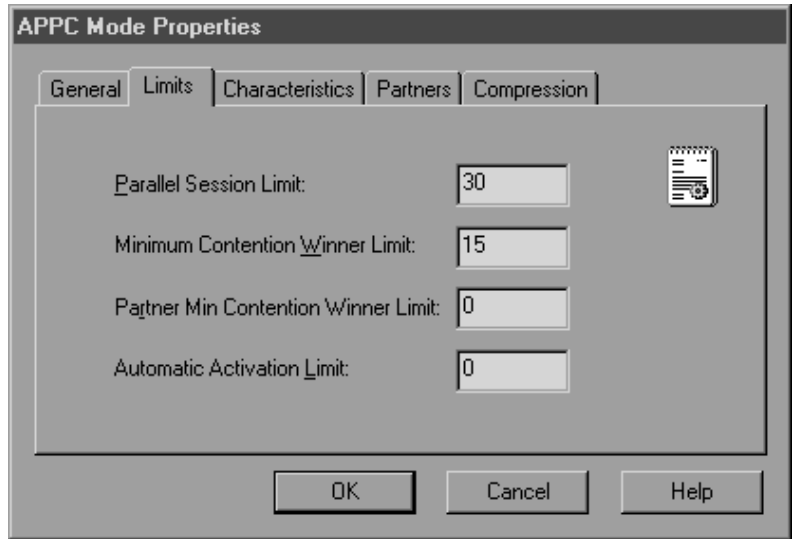 APPC Mode Properties
General Limits Characteristics Partners Compression
Parallel Session Limit: 30
Minimum Contention Winner Limit: 15
Partner Min Contention Winner Limit: 0
Automatic Activation Limit: 0
OK Cancel Help